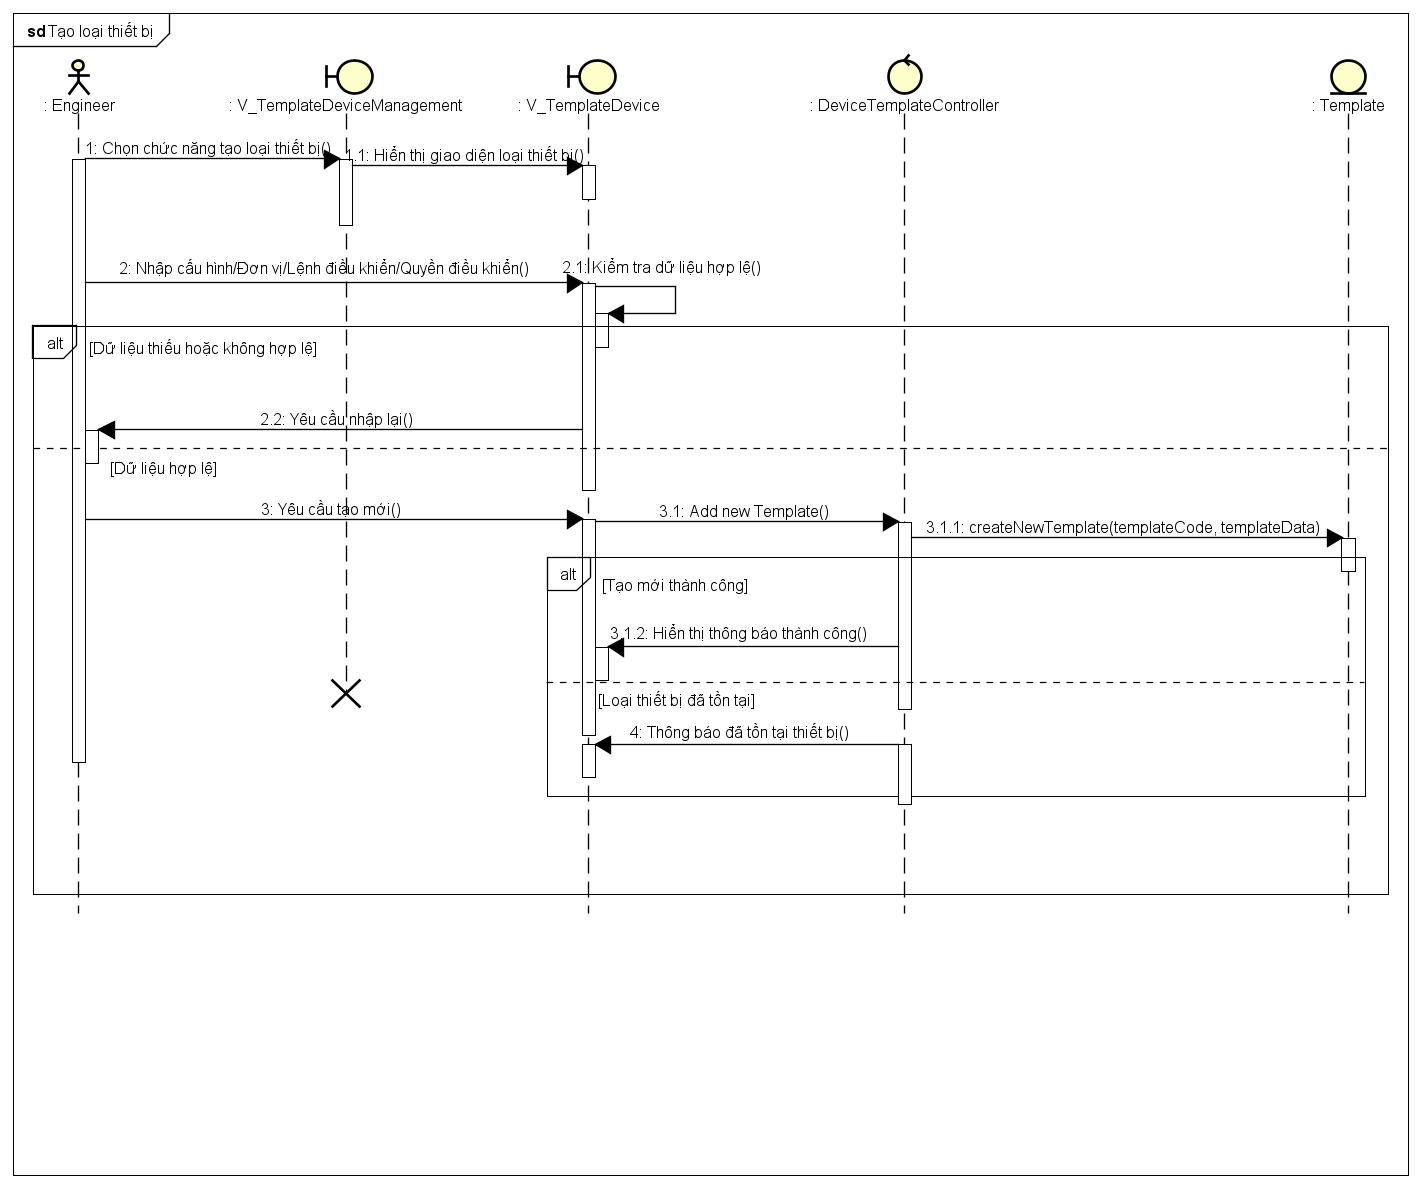 sd Tạo loại thiết bị
: Engineer
: V_TemplateDeviceManagement
: V_TemplateDevice
: DeviceTemplateController
: Template
1: Chọn chức năng tạo loại thiết bị()
1.1: Hiển thị giao diện loại thiết bị()
2: Nhập cấu hình/Đơn vị/Lệnh điều khiển/Quyền điều khiển()
2.1: Kiểm tra dữ liệu hợp lệ()
alt
[Dữ liệu thiếu hoặc không hợp lệ]
2.2: Yêu cầu nhập lại()
[Dữ liệu hợp lệ]
3: Yêu cầu tạo mới()
3.1: Add new Template()
3.1.1: createNewTemplate(templateCode, templateData)
alt
[Tạo mới thành công]
3.1.2: Hiển thị thông báo thành công()
[Loại thiết bị đã tồn tại]
4: Thông báo đã tồn tại thiết bị()